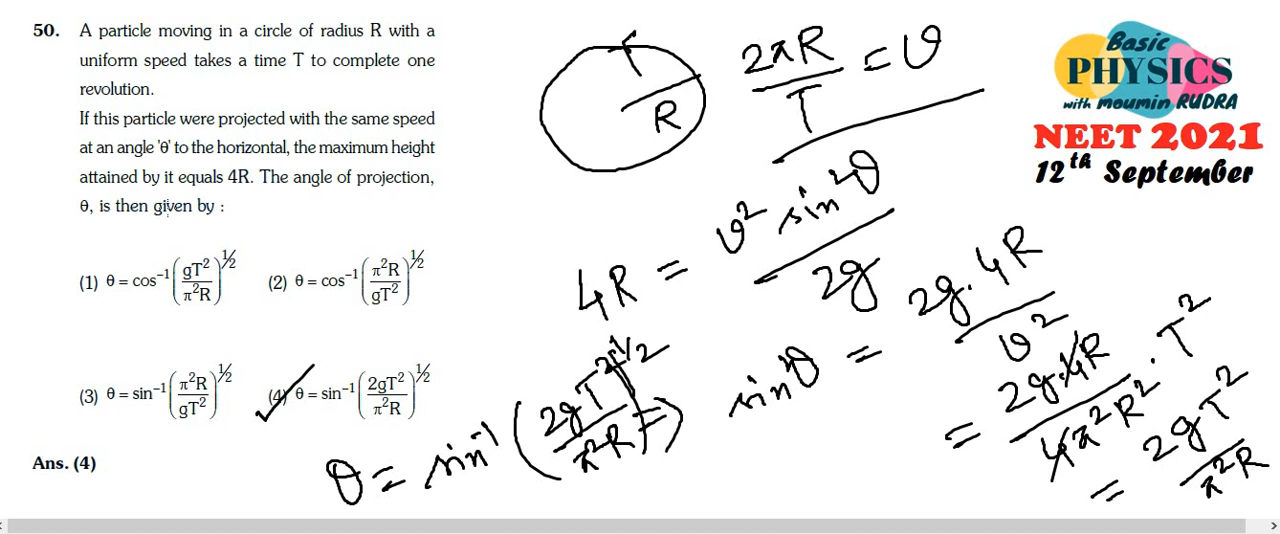 50. A particle moving in a circle of radius R with a
uniform speed takes a time T to complete one
revolution.
If this particle were projected with the same speed
at an angle 'θ' to the horizontal, the maximum height
attained by it equals 4R. The angle of projection,
θ, is then given by :
(1) θ = cos⁻¹(gT²/π²R)^½ (2) θ = cos⁻¹(π²R/gT²)^½
(3) θ = sin⁻¹(π²R/gT²)^½ (4) θ = sin⁻¹(2gT²/π²R)^½
Ans. (4)
R
2πR/T = v
4R = v² sin²θ/2g
sinθ = 2g·4R/v²
= 2g·4R/4π²R² · T²
= 2gT²/π²R
θ = sin⁻¹(2gT²/π²R)^1/2
Basic
PHYSICS
with moumin RUDRA
NEET 2021
12th September